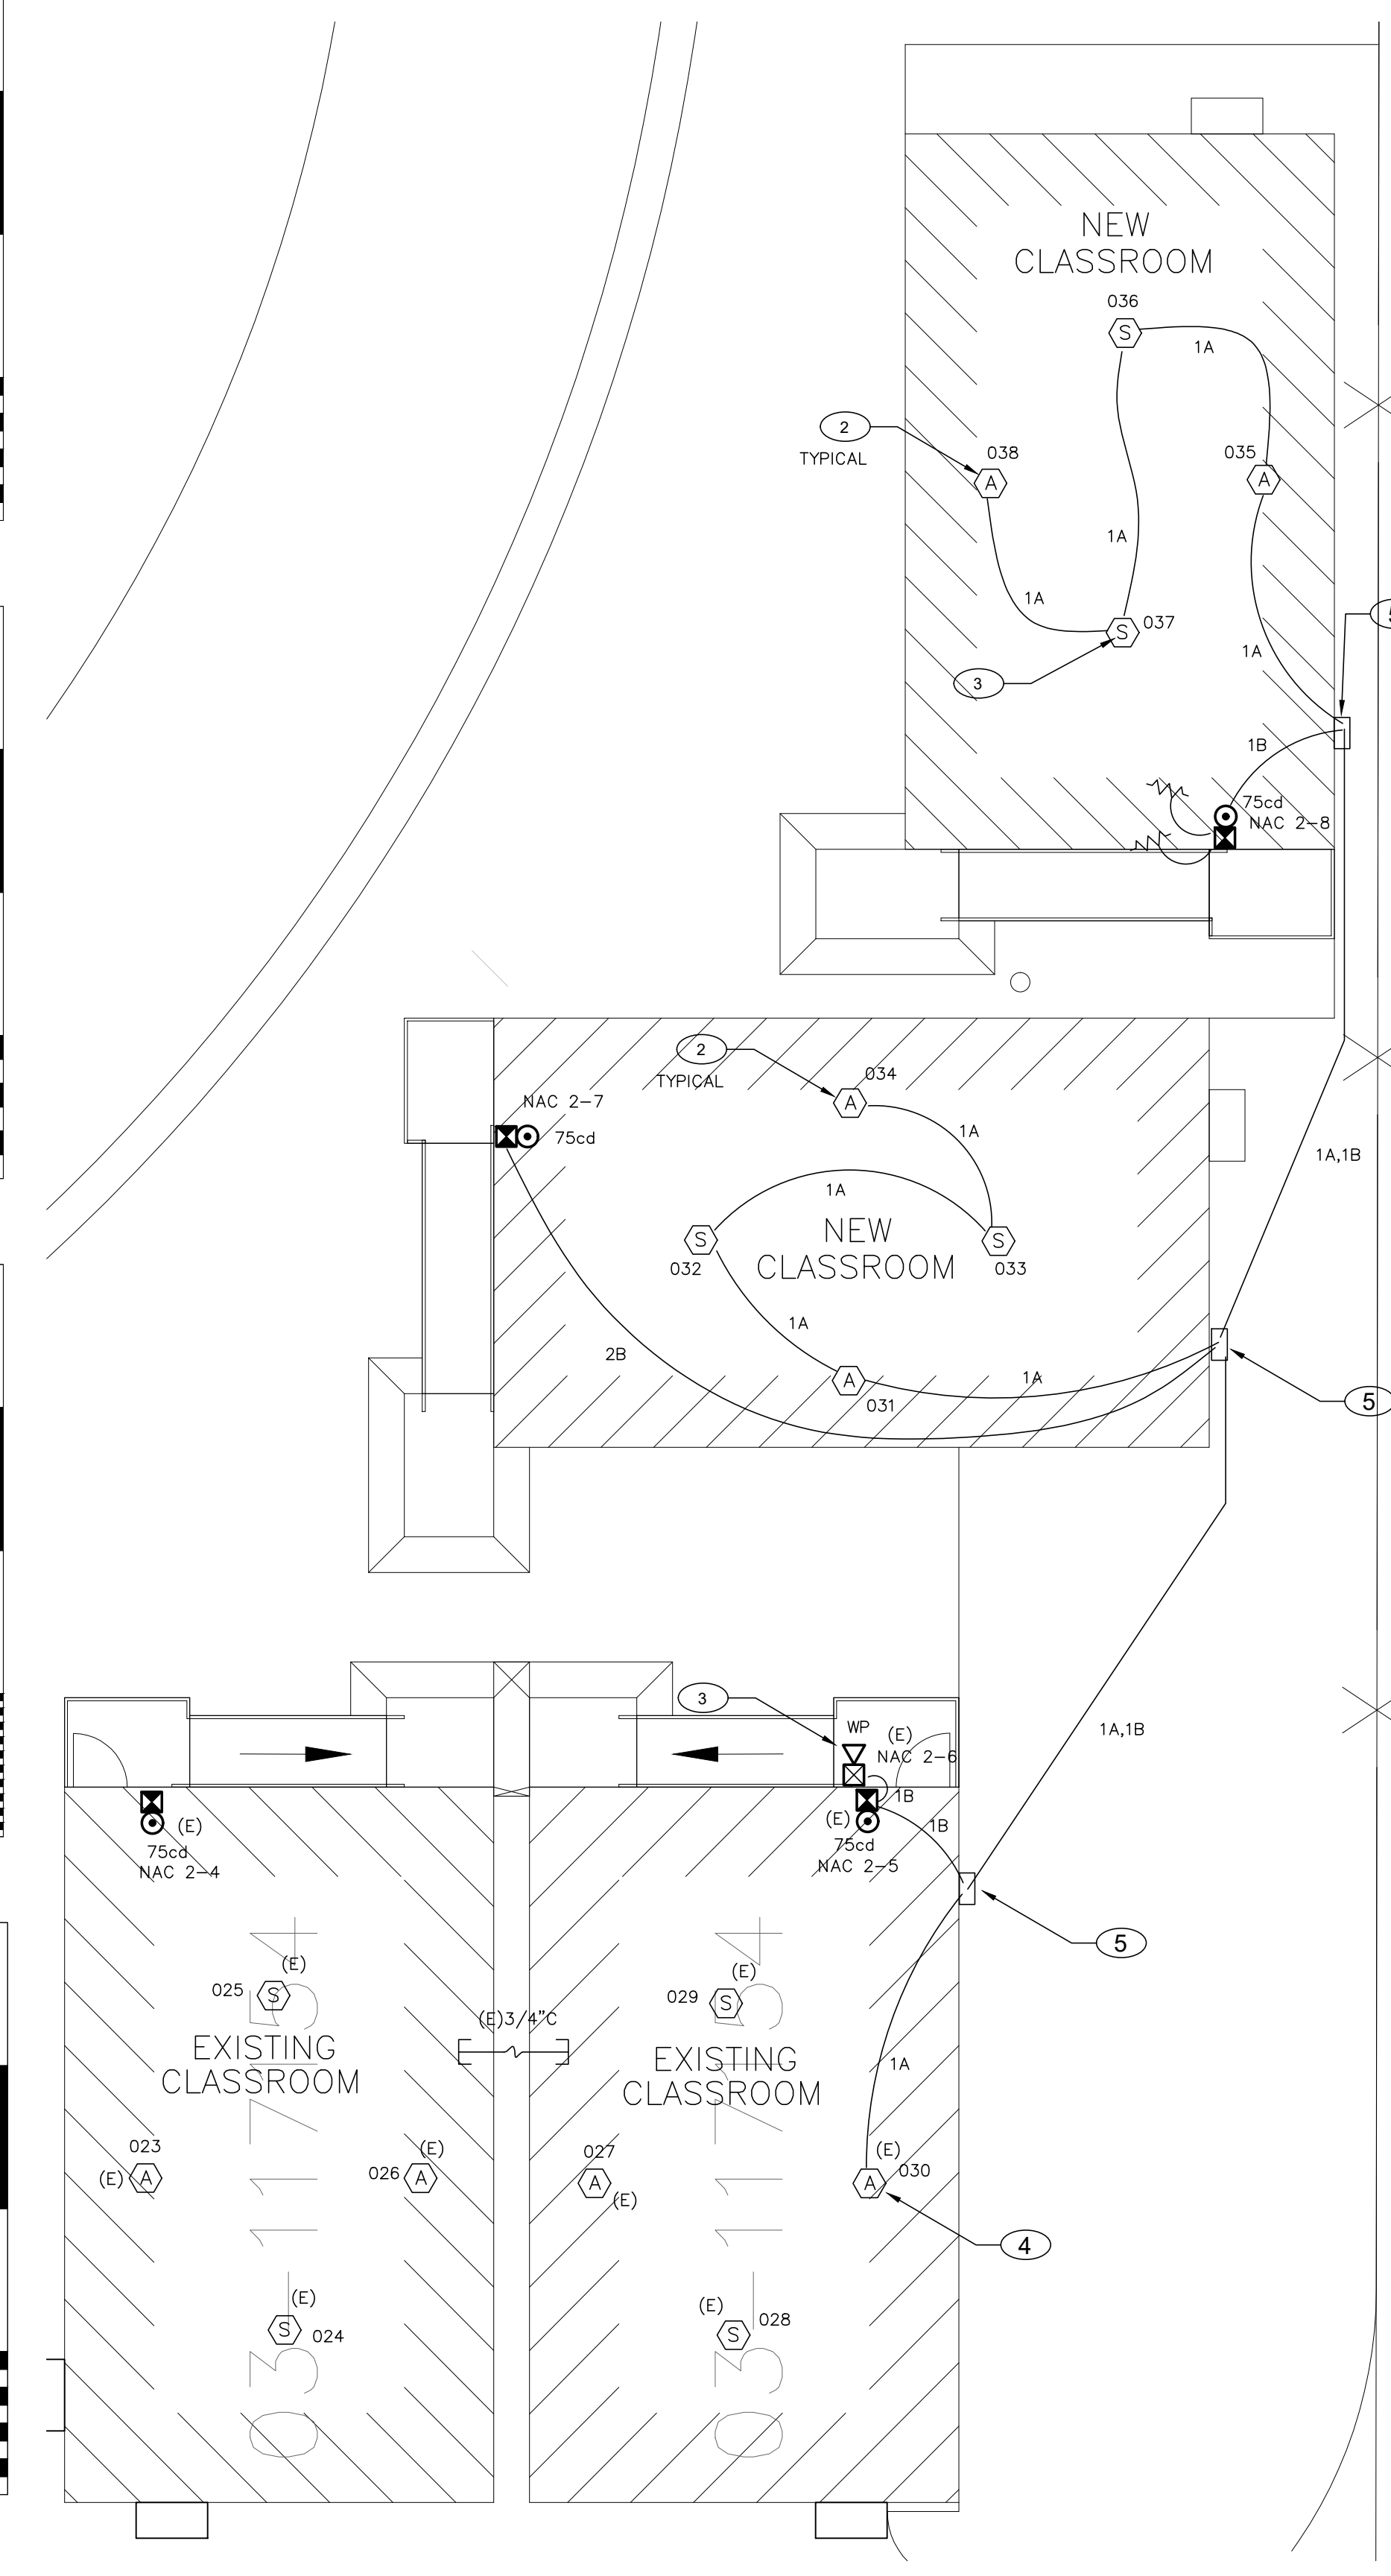 NEW
CLASSROOM
036
S
1A
2
TYPICAL
038
A
035
A
1A
1A
S
037
3
1A
5
1B
75cd
NAC 2-8
2
TYPICAL
034
A
NAC 2-7
75cd
1A
1A
1A,1B
NEW
CLASSROOM
S
032
S
033
1A
2B
1A
A
031
5
3
WP
(E)
NAC 2-6
1A,1B
1B
(E)
75cd
NAC 2-4
(E)
75cd
NAC 2-5
1B
5
(E)
025
S
(E)
029
S
(E)3/4"C
EXISTING
CLASSROOM
EXISTING
CLASSROOM
1A
023
(E)
A
(E)
026
A
027
A
(E)
(E)
030
A
4
(E)
S
024
(E)
S
028